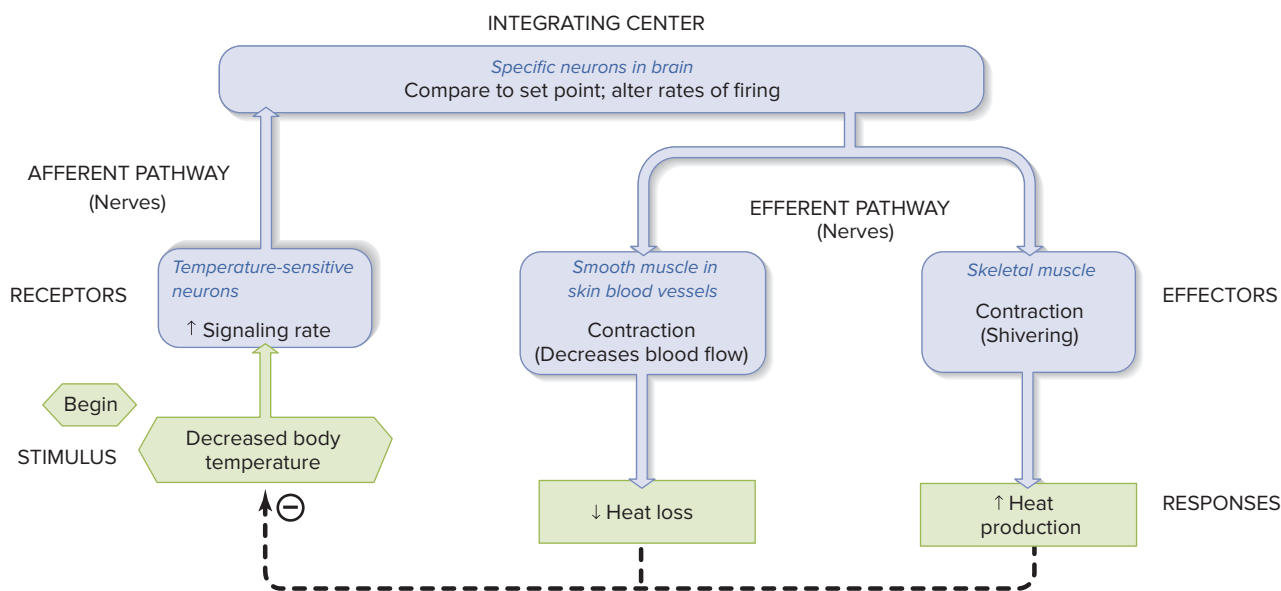 INTEGRATING CENTER
Specific neurons in brain
Compare to set point; alter rates of firing
AFFERENT PATHWAY
(Nerves)
EFFERENT PATHWAY
(Nerves)
RECEPTORS
Temperature-sensitive
neurons
↑ Signaling rate
Smooth muscle in
skin blood vessels
Contraction
(Decreases blood flow)
Skeletal muscle
Contraction
(Shivering)
EFFECTORS
Begin
STIMULUS
Decreased body
temperature
⊖
↓ Heat loss
↑ Heat
production
RESPONSES